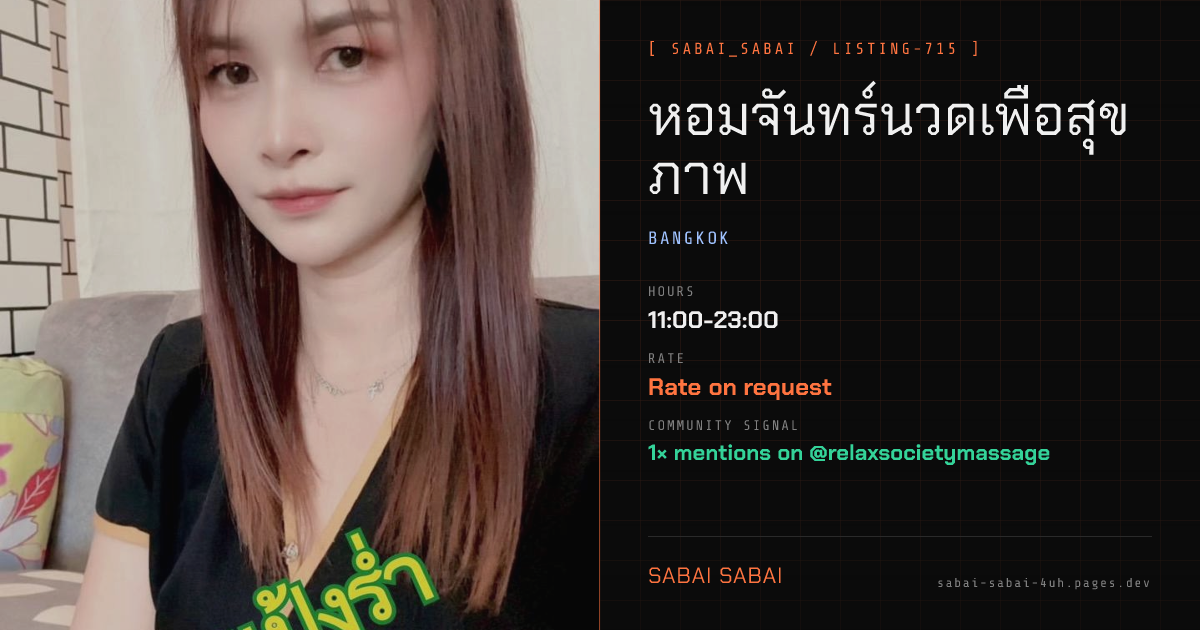 [ SABAI_SABAI / LISTING-715 ]
หอมจันทร์นวดเพื่อสุข
ภาพ
BANGKOK
HOURS
11:00-23:00
RATE
Rate on request
COMMUNITY SIGNAL
1× mentions on @relaxsocietymassage
SABAI SABAI
sabai-sabai-4uh.pages.dev